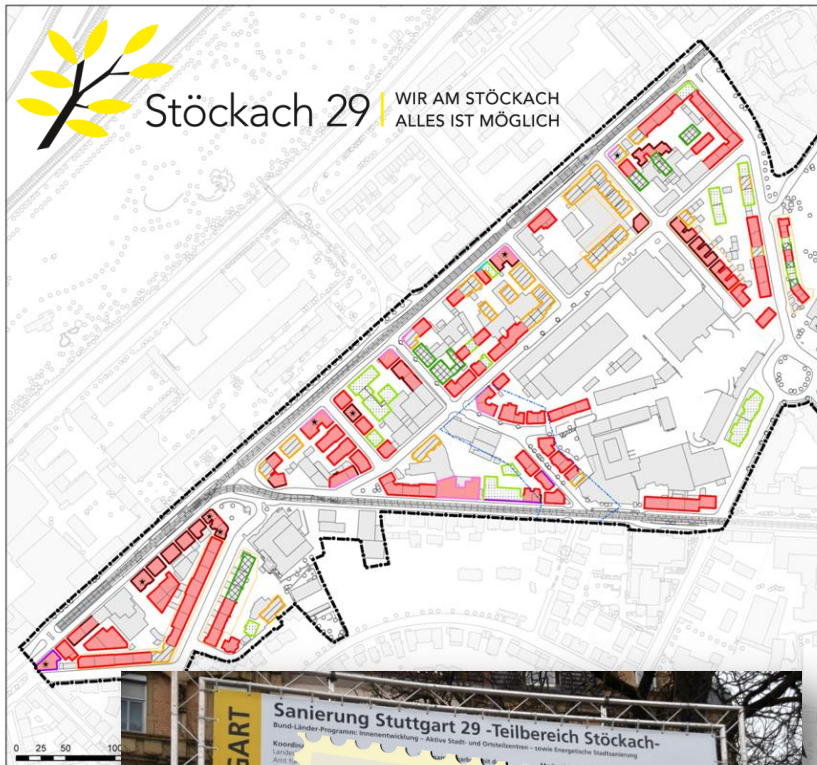 Stöckach 29
WIR AM STÖCKACH
ALLES IST MÖGLICH
0 25 50 100
GART
Sanierung Stuttgart 29 -Teilbereich Stöckach-
Bund-Länder-Programm: Innenentwicklung – Aktive Stadt- und Ortsteilzentren – sowie Energetische Stadtsanierung